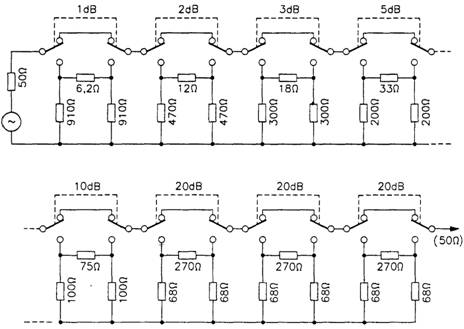 1dB 2dB 3dB 5dB
50Ω
6,2Ω 12Ω 18Ω 33Ω
910Ω 910Ω 470Ω 470Ω 300Ω 300Ω 200Ω 200Ω
10dB 20dB 20dB 20dB
(50Ω)
75Ω 270Ω 270Ω 270Ω
100Ω 100Ω 68Ω 68Ω 68Ω 68Ω 68Ω 68Ω